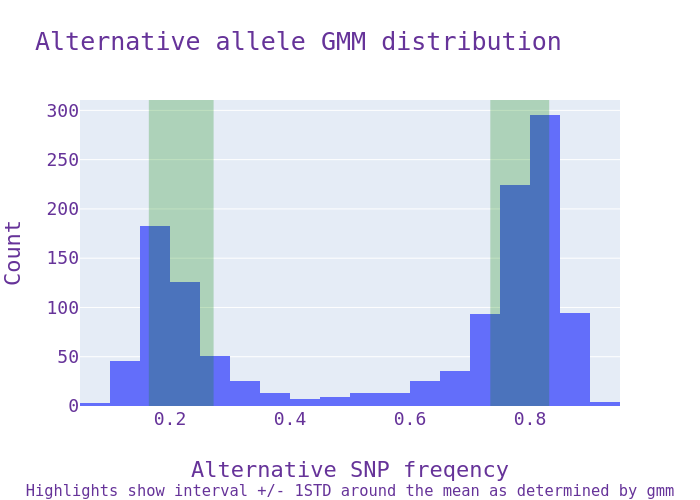 Alternative allele GMM distribution
300
250
200
150
100
50
0
Count
0.2
0.4
0.6
0.8
Alternative SNP freqency
Highlights show interval +/- 1STD around the mean as determined by gmm